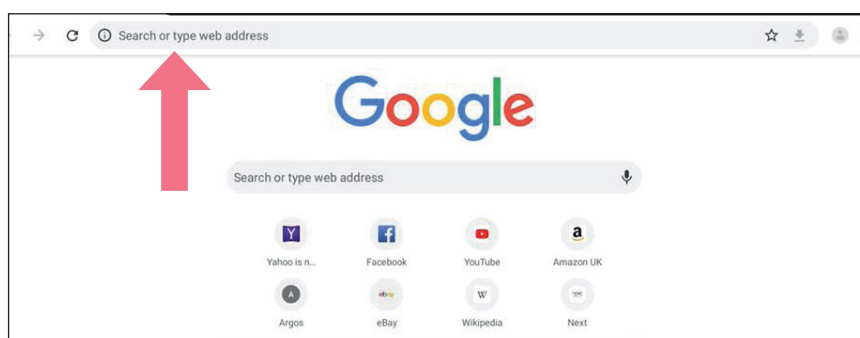 Search or type web address
Google
Search or type web address
Y
a
Yahoo is n...
Facebook
YouTube
Amazon UK
A
ebay
W
Argos
eBay
Wikipedia
Next